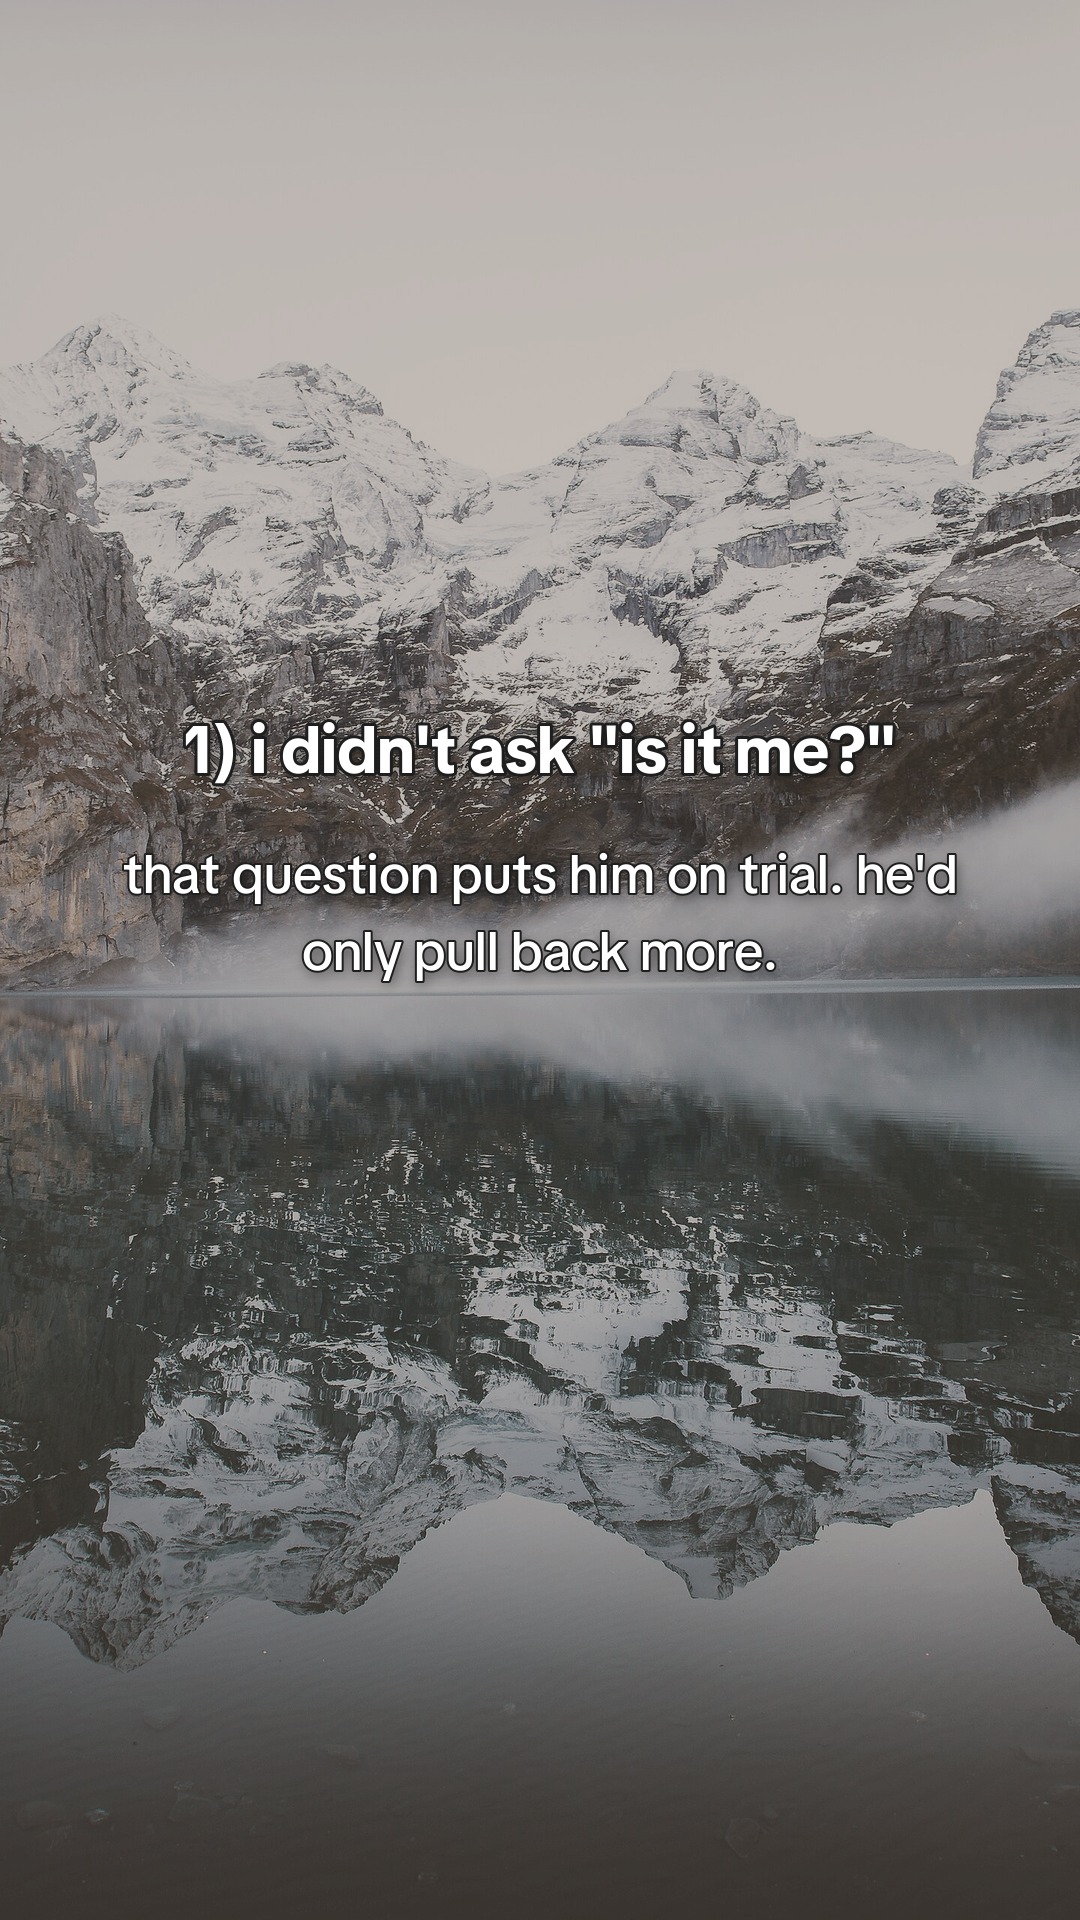 1) i didn't ask "is it me?"
that question puts him on trial. he'd
only pull back more.